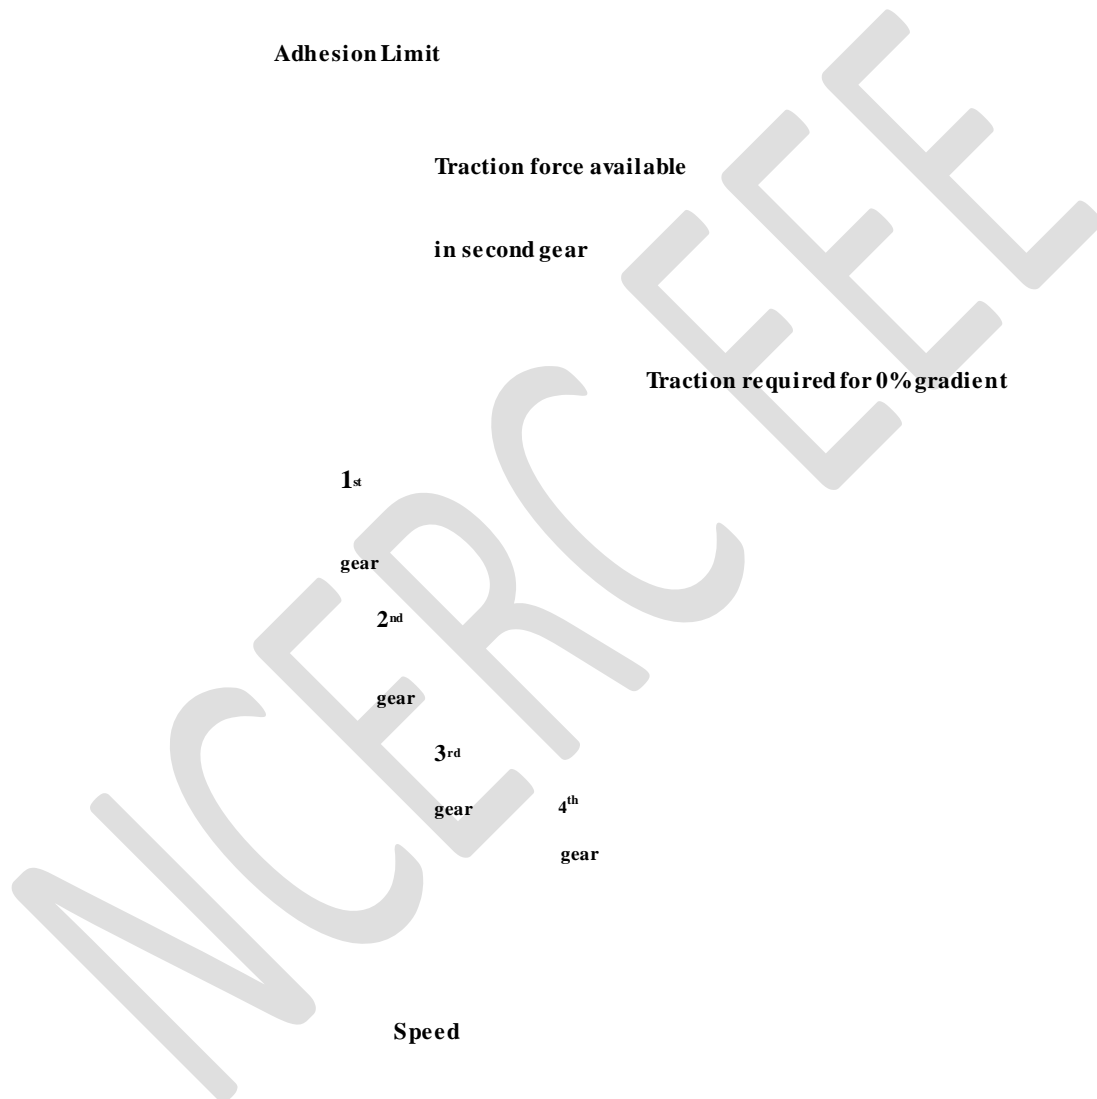 Adhesion Limit
Traction force available
in second gear
Traction required for 0% gradient
1st
gear
2nd
gear
3rd
gear
4th
gear
Speed
NCERC EEE